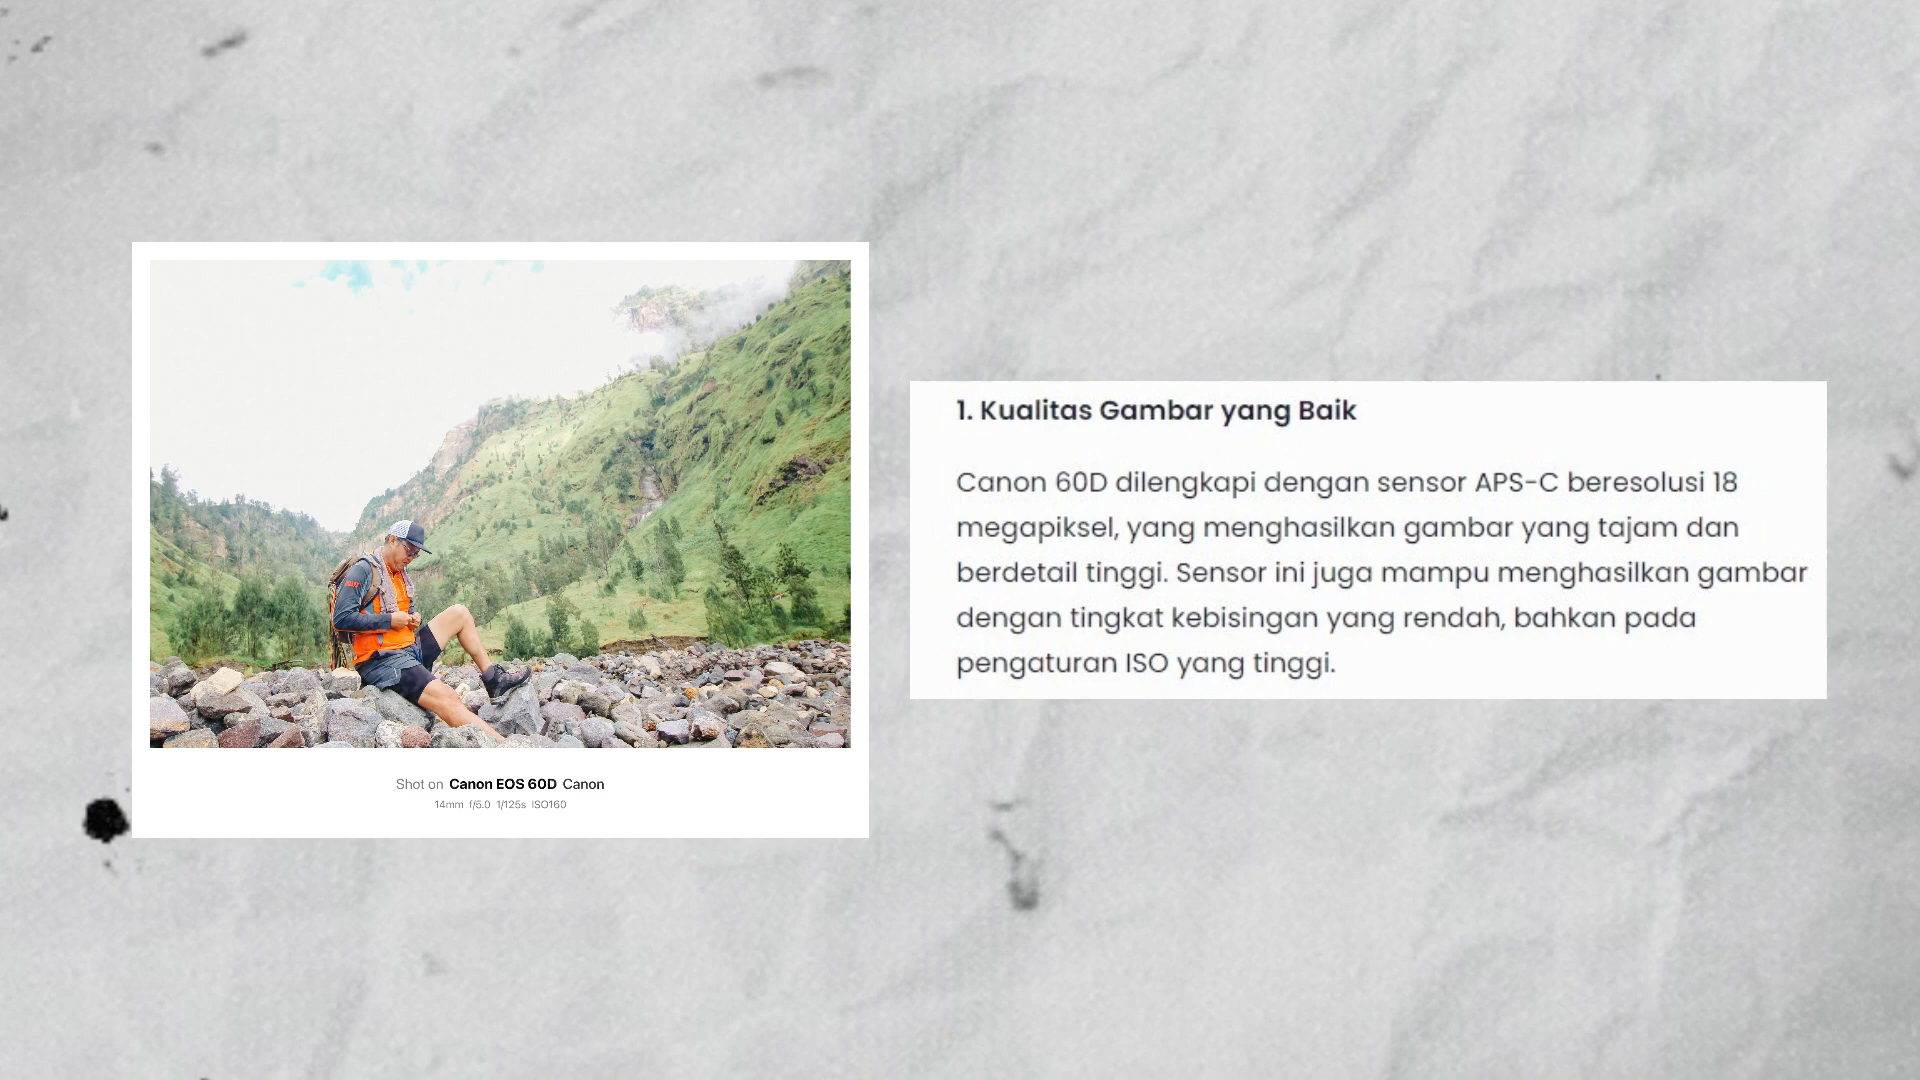 Shot on Canon EOS 60D Canon
14mm f/5.0 1/125s ISO160
1. Kualitas Gambar yang Baik
Canon 60D dilengkapi dengan sensor APS-C beresolusi 18
megapiksel, yang menghasilkan gambar yang tajam dan
berdetail tinggi. Sensor ini juga mampu menghasilkan gambar
dengan tingkat kebisingan yang rendah, bahkan pada
pengaturan ISO yang tinggi.